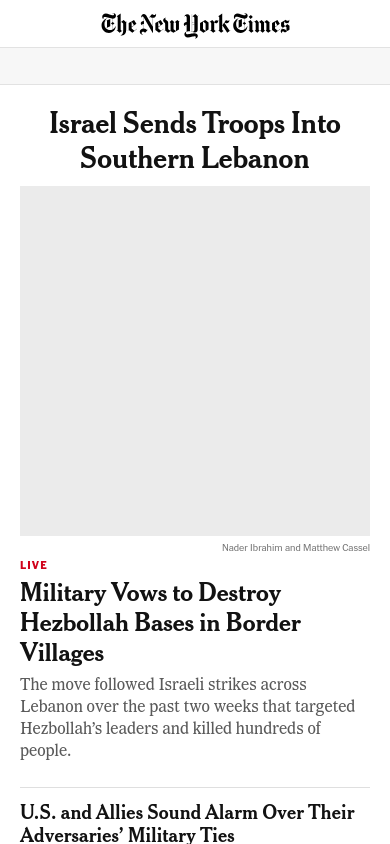 The New York Times
Israel Sends Troops Into
Southern Lebanon
Nader Ibrahim and Matthew Cassel
LIVE
Military Vows to Destroy
Hezbollah Bases in Border
Villages
The move followed Israeli strikes across
Lebanon over the past two weeks that targeted
Hezbollah’s leaders and killed hundreds of
people.
U.S. and Allies Sound Alarm Over Their
Adversaries’ Military Ties